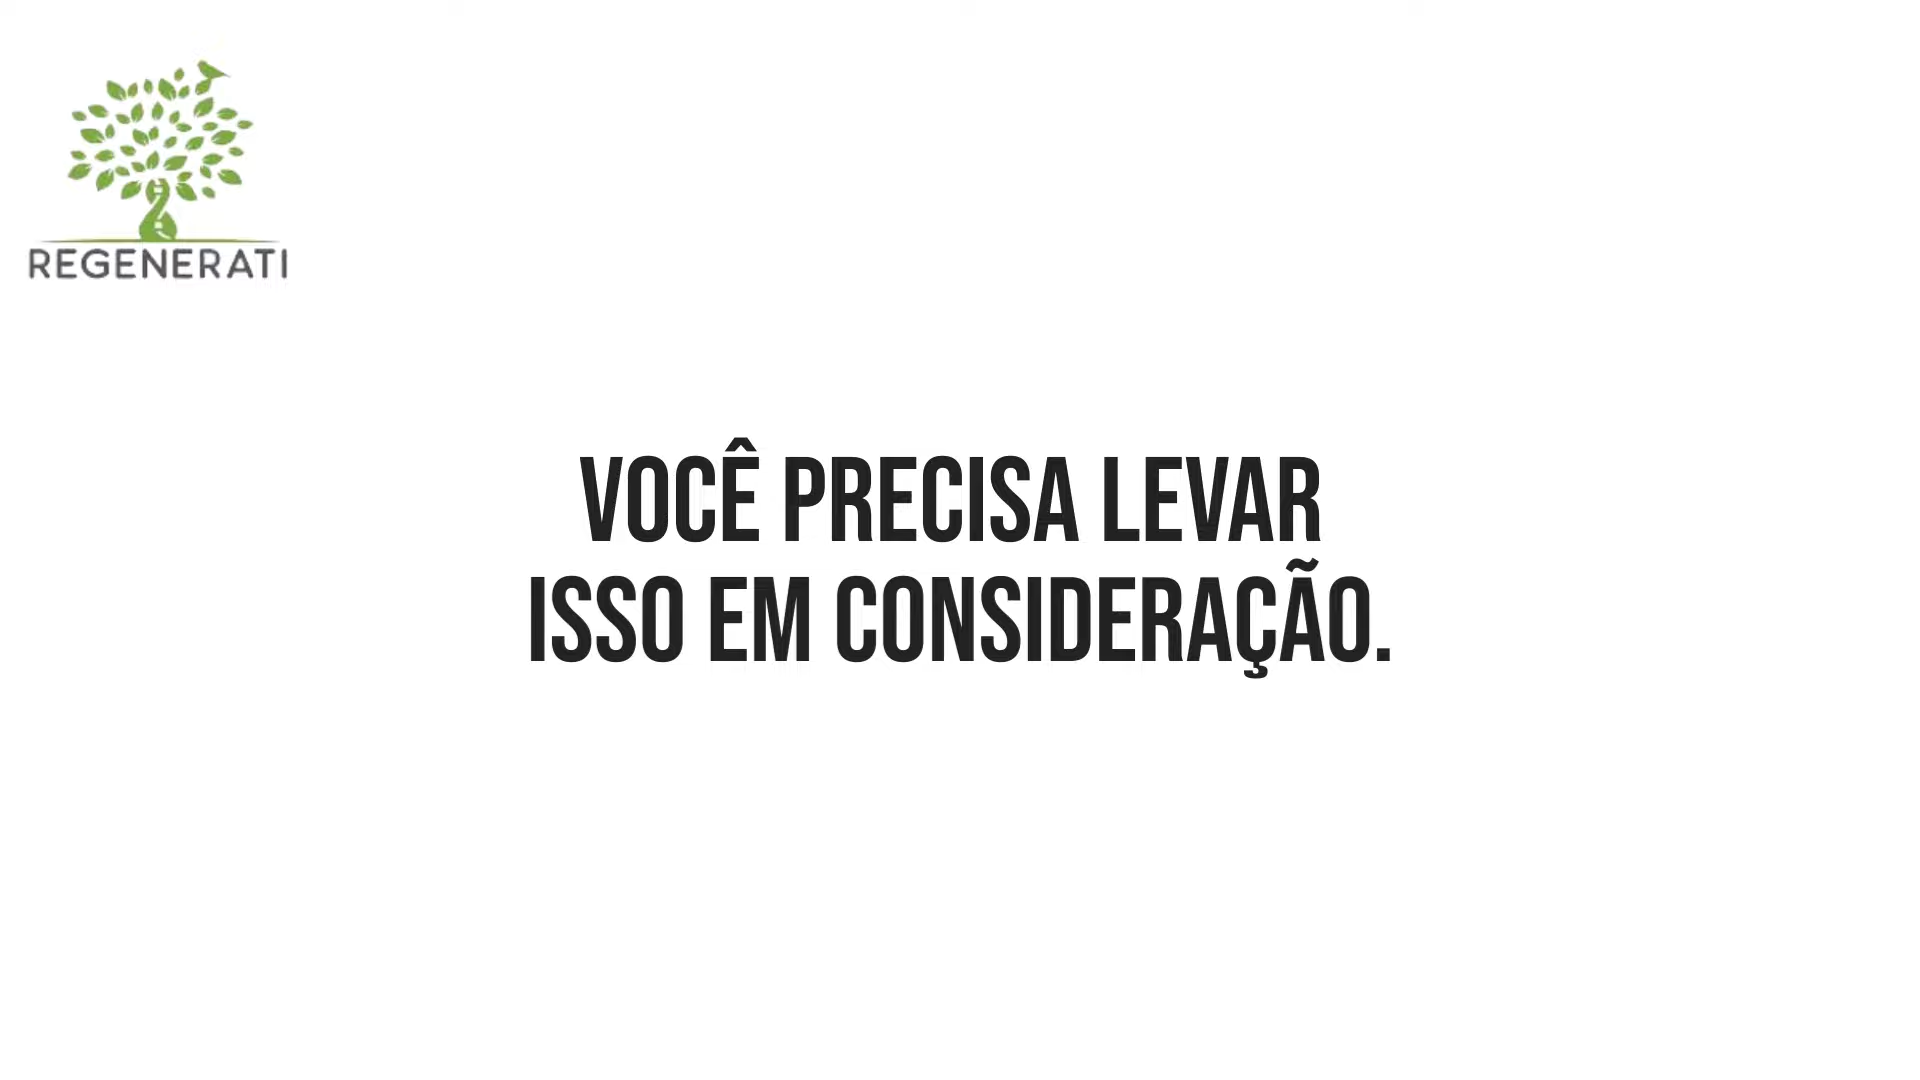 REGENERATI
VOCÊ PRECISA LEVAR
ISSO EM CONSIDERAÇÃO.